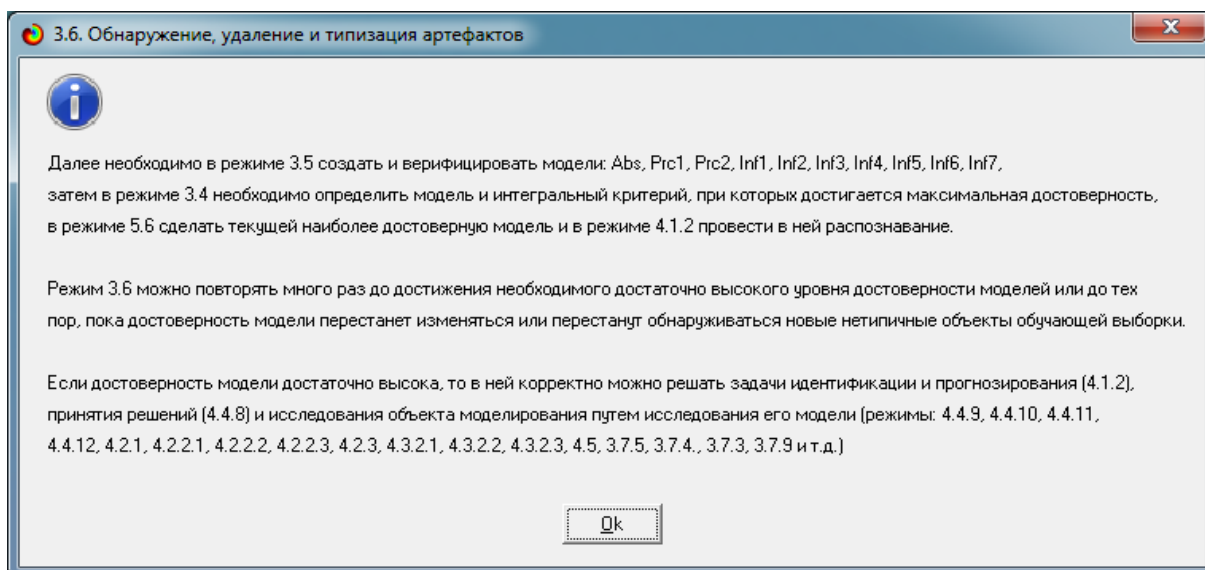 3.6. Обнаружение, удаление и типизация артефактов
Далее необходимо в режиме 3.5 создать и верифицировать модели: Abs, Prc1, Prc2, Inf1, Inf2, Inf3, Inf4, Inf5, Inf6, Inf7,
затем в режиме 3.4 необходимо определить модель и интегральный критерий, при которых достигается максимальная достоверность,
в режиме 5.6 сделать текущей наиболее достоверную модель и в режиме 4.1.2 провести в ней распознавание.
Режим 3.6 можно повторять много раз до достижения необходимого достаточно высокого уровня достоверности моделей или до тех
пор, пока достоверность модели перестанет изменяться или перестанут обнаруживаться новые нетипичные объекты обучающей выборки.
Если достоверность модели достаточно высока, то в ней корректно можно решать задачи идентификации и прогнозирования (4.1.2),
принятия решений (4.4.8) и исследования объекта моделирования путем исследования его модели (режимы: 4.4.9, 4.4.10, 4.4.11,
4.4.12, 4.2.1, 4.2.2.1, 4.2.2.2, 4.2.2.3, 4.2.3, 4.3.2.1, 4.3.2.2, 4.3.2.3, 4.5, 3.7.5, 3.7.4., 3.7.3, 3.7.9 и т.д.)
Ok